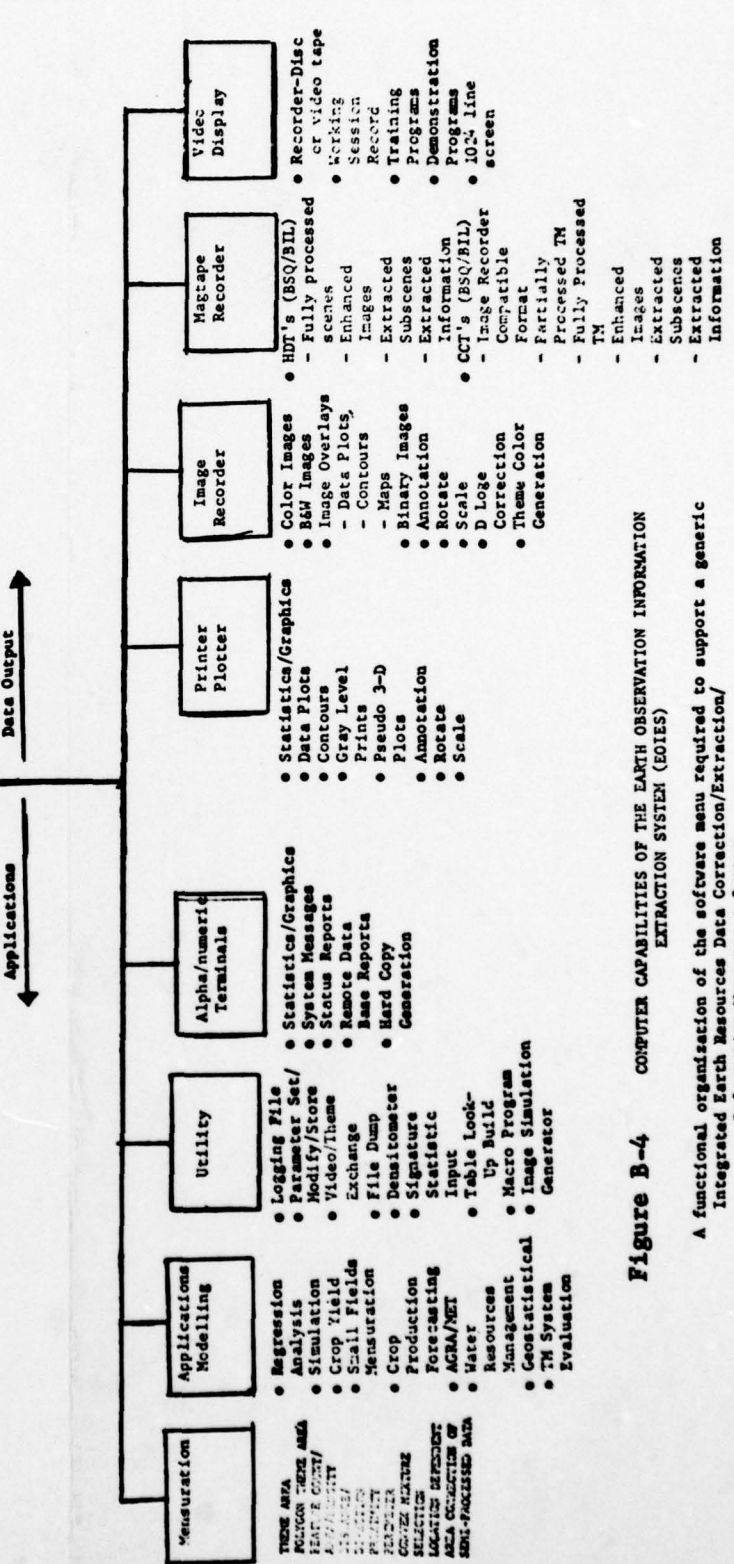 Applications
Data Output
Mensuration
THEME AREA
POLYGON THEME AREA
FEATURE COUNT/
PROXIMITY
PERIMETER
CONVEX MIXTURE
SELECTION
LOCATION DEPENDENT
AREA CORRECTION OF
SEMI-PROCESSED DATA
Applications
Modelling
• Regression
Analysis
• Simulation
• Crop Yield
• Small Fields
Mensuration
• Crop
Production
Forecasting
• AGRA/MET
• Water
Resources
Management
• Geostatistical
• TM System
Evaluation
Utility
• Logging File
• Parameter Set/
Modify/Store
• Video/Theme
Exchange
• File Dump
• Densitometer
• Signature
Statistic
Input
• Table Look-
Up Build
• Macro Program
• Image Simulation
Generator
Alpha/numeric
Terminals
• Statistics/Graphics
• System Messages
• Status Reports
• Remote Data
Base Reports
• Hard Copy
Generation
Printer
Plotter
• Statistics/Graphics
• Data Plots
• Contours
• Gray Level
Prints
• Pseudo 3-D
Plots
• Annotation
• Rotate
• Scale
Image
Recorder
• Color Images
• B&W Images
• Image Overlays
- Data Plots
- Contours
- Maps
• Binary Images
• Annotation
• Rotate
• Scale
• D Loge
Correction
• Theme Color
Generation
Magtape
Recorder
• HDT's (BSQ/BIL)
- Fully processed
scenes
- Enhanced
Images
- Extracted
Subscenes
- Extracted
Information
• CCT's (BSQ/BIL)
- Image Recorder
Compatible
Format
- Partially
Processed TM
- Fully Processed
TM
- Enhanced
Images
- Extracted
Subscenes
- Extracted
Information
Video
Display
• Recorder-Disc
or video tape
• Working
Session
Record
• Training
Programs
• Demonstration
Programs
• 1024 line
screen
Figure B-4 COMPUTER CAPABILITIES OF THE EARTH OBSERVATION INFORMATION
EXTRACTION SYSTEM (EOIES)
A functional organization of the software menu required to support a generic
Integrated Earth Resources Data Correction/Extraction/